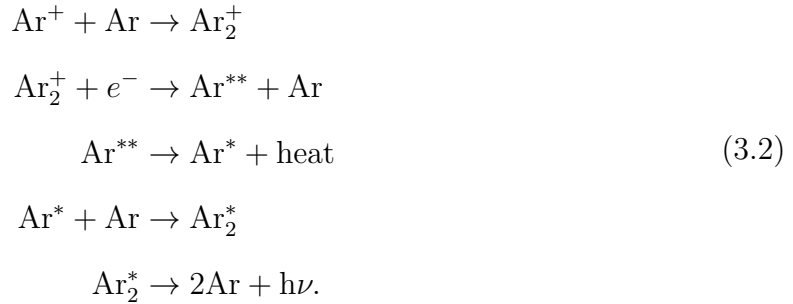 Ar⁺ + Ar → Ar₂⁺
Ar₂⁺ + e⁻ → Ar** + Ar
Ar** → Ar* + heat (3.2)
Ar* + Ar → Ar₂*
Ar₂* → 2Ar + hν.